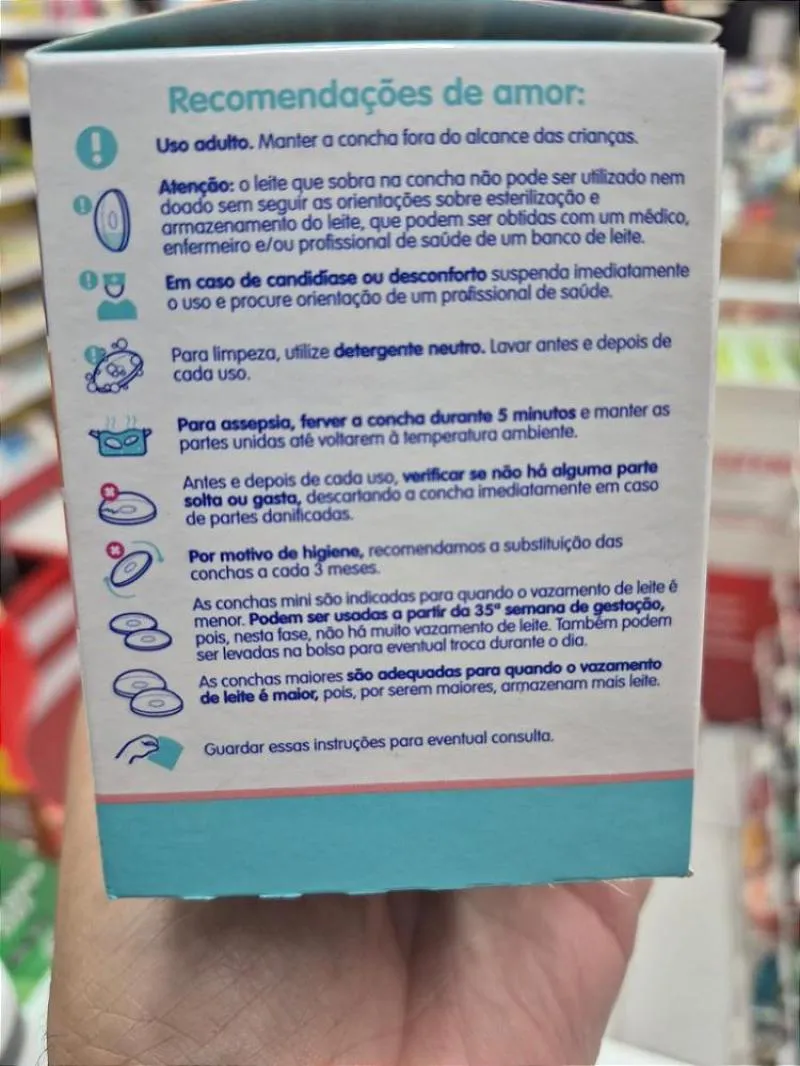 Recomendações de amor:
Uso adulto. Manter a concha fora do alcance das crianças.
Atenção: o leite que sobra na concha não pode ser utilizado nem
doado sem seguir as orientações sobre esterilização e
armazenamento do leite, que podem ser obtidas com um médico,
enfermeiro e/ou profissional de saúde de um banco de leite.
Em caso de candidíase ou desconforto suspenda imediatamente
o uso e procure orientação de um profissional de saúde.
Para limpeza, utilize detergente neutro. Lavar antes e depois de
cada uso.
Para assepsia, ferver a concha durante 5 minutos e manter as
partes unidas até voltarem à temperatura ambiente.
Antes e depois de cada uso, verificar se não há alguma parte
solta ou gasta, descartando a concha imediatamente em caso
de partes danificadas.
Por motivo de higiene, recomendamos a substituição das
conchas a cada 3 meses.
As conchas mini são indicadas para quando o vazamento de leite é
menor. Podem ser usadas a partir da 35ª semana de gestação,
pois, nesta fase, não há muito vazamento de leite. Também podem
ser levadas na bolsa para eventual troca durante o dia.
As conchas maiores são adequadas para quando o vazamento
de leite é maior, pois, por serem maiores, armazenam mais leite.
Guardar essas instruções para eventual consulta.